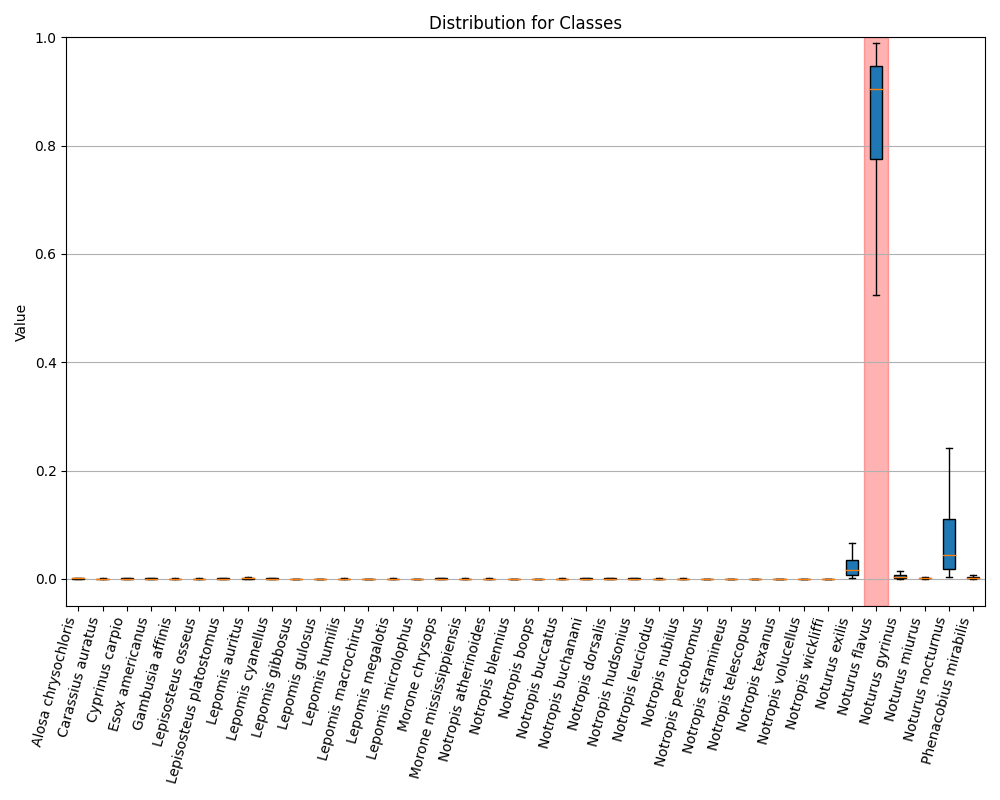 Distribution for Classes
Value
1.0
0.8
0.6
0.4
0.2
0.0
Alosa chrysochloris
Carassius auratus
Cyprinus carpio
Esox americanus
Gambusia affinis
Lepisosteus osseus
Lepisosteus platostomus
Lepomis auritus
Lepomis cyanellus
Lepomis gibbosus
Lepomis gulosus
Lepomis humilis
Lepomis macrochirus
Lepomis megalotis
Lepomis microlophus
Morone chrysops
Morone mississippiensis
Notropis atherinoides
Notropis blennius
Notropis boops
Notropis buccatus
Notropis buchanani
Notropis dorsalis
Notropis hudsonius
Notropis leuciodus
Notropis nubilus
Notropis percobromus
Notropis stramineus
Notropis telescopus
Notropis texanus
Notropis volucellus
Notropis wickliffi
Noturus exilis
Noturus flavus
Noturus gyrinus
Noturus miurus
Noturus nocturnus
Phenacobius mirabilis